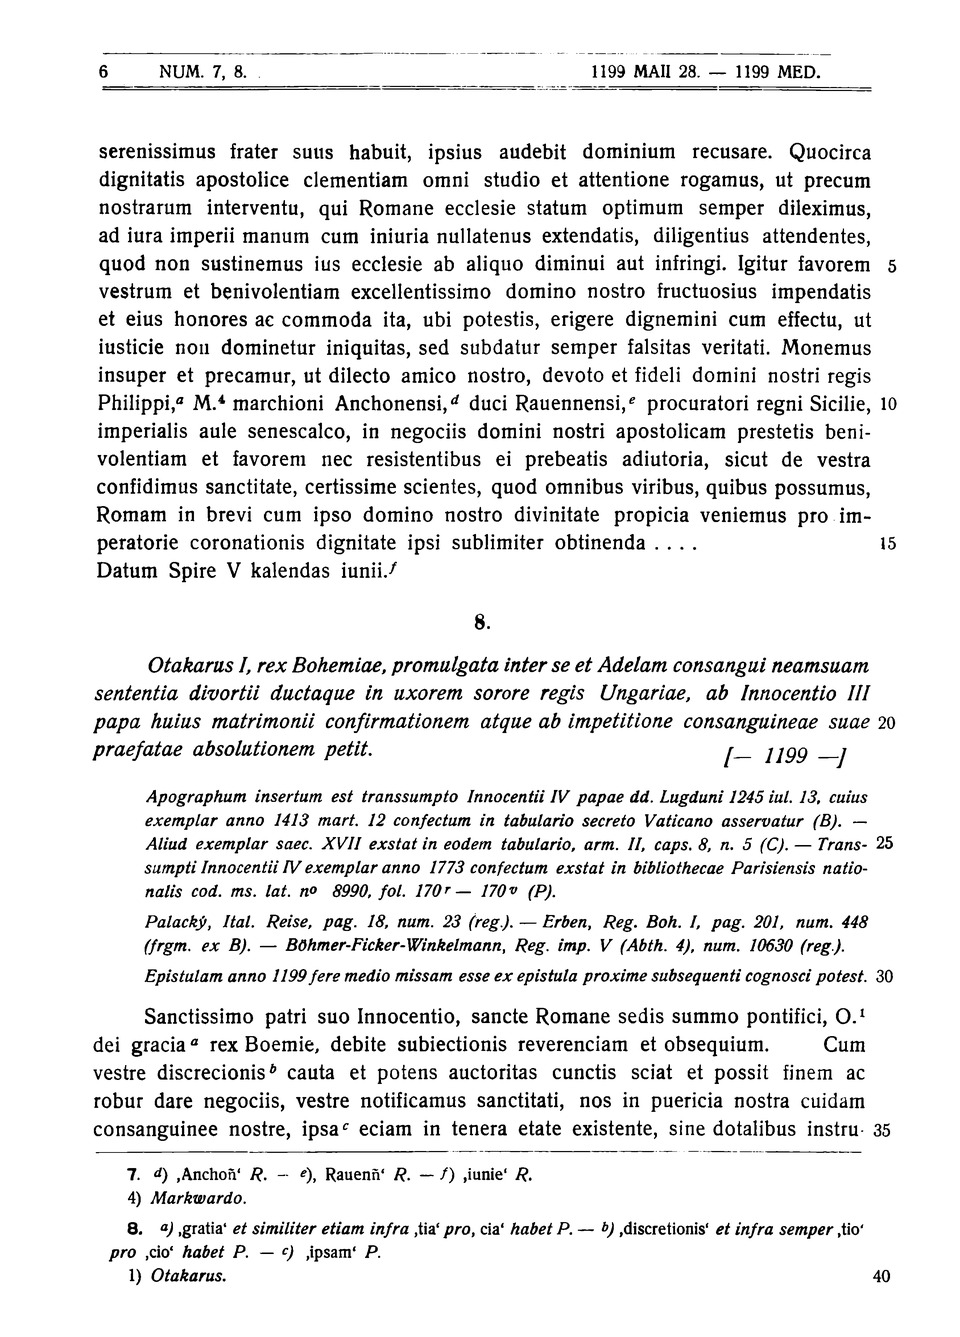 6 NUM. 7, 8. 1199 MAII 28. — 1199 MED.
serenissimus frater suus habuit, ipsius audebit dominium recusare. Quocirca
dignitatis apostolice clementiam omni studio et attentione rogamus, ut precum
nostrarum interventu, qui Romane ecclesie statum optimum semper dileximus,
ad iura imperii manum cum iniuria nullatenus extendatis, diligentius attendentes,
quod non sustinemus ius ecclesie ab aliquo diminui aut infringi. Igitur favorem 5
vestrum et benivolentiam excellentissimo domino nostro fructuosius impendatis
et eius honores ac commoda ita, ubi potestis, erigere dignemini cum effectu, ut
iusticie non dominetur iniquitas, sed subdatur semper falsitas veritati. Monemus
insuper et precamur, ut dilecto amico nostro, devoto et fideli domini nostri regis
Philippi,ᵃ M.⁴ marchioni Anchonensi,ᵈ duci Rauennensi,ᵉ procuratori regni Sicilie, 10
imperialis aule senescalco, in negociis domini nostri apostolicam prestetis beni-
volentiam et favorem nec resistentibus ei prebeatis adiutoria, sicut de vestra
confidimus sanctitate, certissime scientes, quod omnibus viribus, quibus possumus,
Romam in brevi cum ipso domino nostro divinitate propicia veniemus pro im-
peratorie coronationis dignitate ipsi sublimiter obtinenda . . . . 15
Datum Spire V kalendas iunii.ᶠ
8.
Otakarus I, rex Bohemiae, promulgata inter se et Adelam consangui neamsuam
sententia divortii ductaque in uxorem sorore regis Ungariae, ab Innocentio III
papa huius matrimonii confirmationem atque ab impetitione consanguineae suae 20
praefatae absolutionem petit. [— 1199 —]
Apographum insertum est transsumpto Innocentii IV papae dd. Lugduni 1245 iul. 13, cuius
exemplar anno 1413 mart. 12 confectum in tabulario secreto Vaticano asservatur (B). —
Aliud exemplar saec. XVII exstat in eodem tabulario, arm. II, caps. 8, n. 5 (C). — Trans- 25
sumpti Innocentii IV exemplar anno 1773 confectum exstat in bibliothecae Parisiensis natio-
nalis cod. ms. lat. nº 8990, fol. 170ʳ — 170ᵛ (P).
Palacký, Ital. Reise, pag. 18, num. 23 (reg.). — Erben, Reg. Boh. I, pag. 201, num. 448
(frgm. ex B). — Böhmer-Ficker-Winkelmann, Reg. imp. V (Abth. 4), num. 10630 (reg.).
Epistulam anno 1199 fere medio missam esse ex epistula proxime subsequenti cognosci potest. 30
Sanctissimo patri suo Innocentio, sancte Romane sedis summo pontifici, O.¹
dei graciaᵃ rex Boemie, debite subiectionis reverenciam et obsequium. Cum
vestre discrecionisᵇ cauta et potens auctoritas cunctis sciat et possit finem ac
robur dare negociis, vestre notificamus sanctitati, nos in puericia nostra cuidam
consanguinee nostre, ipsaᶜ eciam in tenera etate existente, sine dotalibus instru- 35
7. d) ,Anchoñ‘ R. – e), Rauenñ‘ R. — f) ,iunie‘ R.
4) Markwardo.
8. a) ,gratia‘ et similiter etiam infra ,tia‘ pro, cia‘ habet P. — b) ,discretionis‘ et infra semper ,tio‘
pro ,cio‘ habet P. — c) ,ipsam‘ P.
1) Otakarus. 40